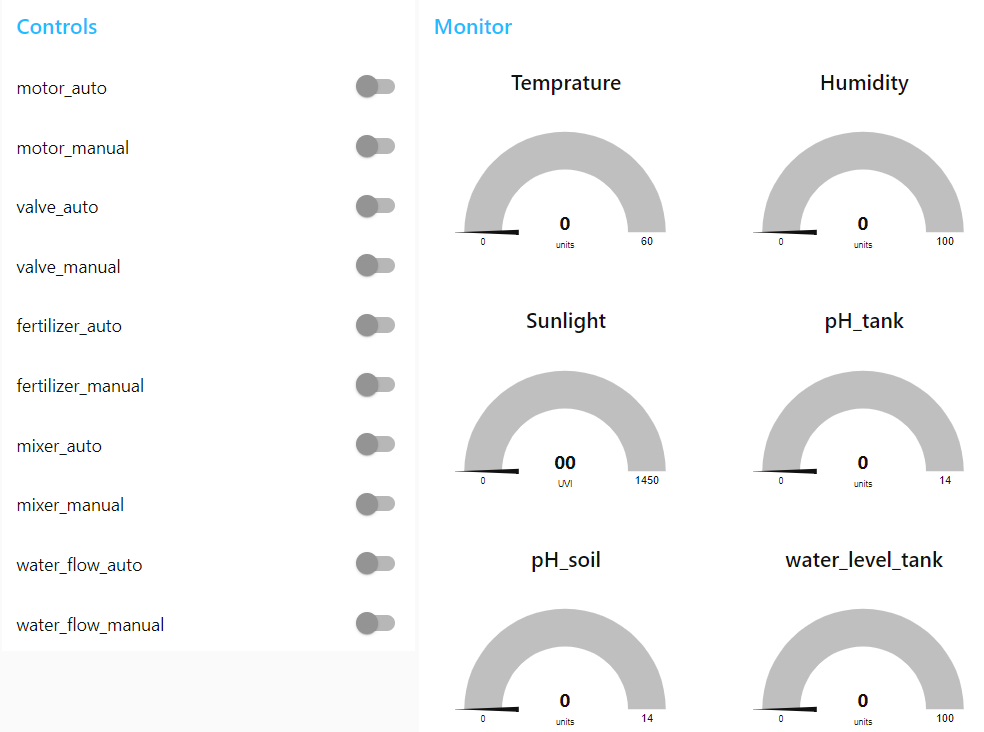 Controls
motor_auto
motor_manual
valve_auto
valve_manual
fertilizer_auto
fertilizer_manual
mixer_auto
mixer_manual
water_flow_auto
water_flow_manual
Monitor
Temprature
0
units
0
60
Humidity
0
units
0
100
Sunlight
00
UVI
0
1450
pH_tank
0
units
0
14
pH_soil
0
units
0
14
water_level_tank
0
units
0
100